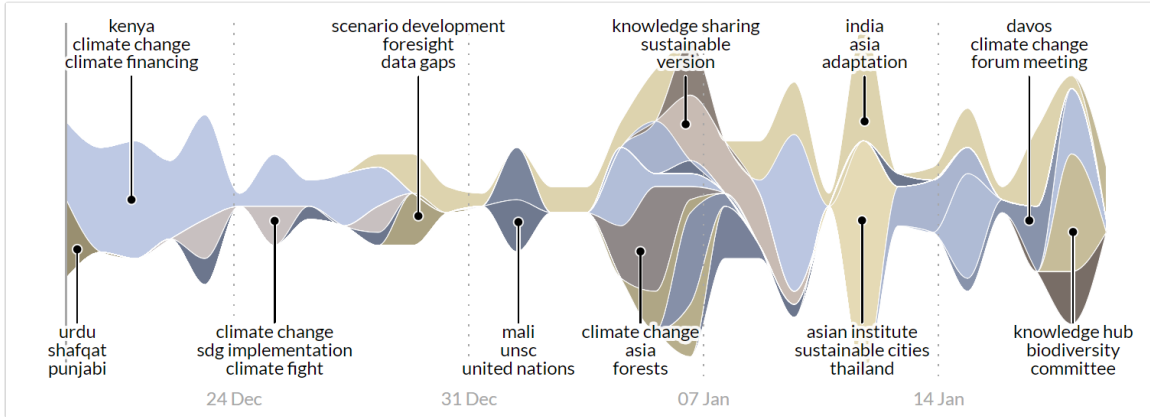 kenya
climate change
climate financing
scenario development
foresight
data gaps
knowledge sharing
sustainable
version
india
asia
adaptation
davos
climate change
forum meeting
urdu
shafqat
punjabi
climate change
sdg implementation
climate fight
mali
unsc
united nations
climate change
asia
forests
asian institute
sustainable cities
thailand
knowledge hub
biodiversity
committee
24 Dec
31 Dec
07 Jan
14 Jan